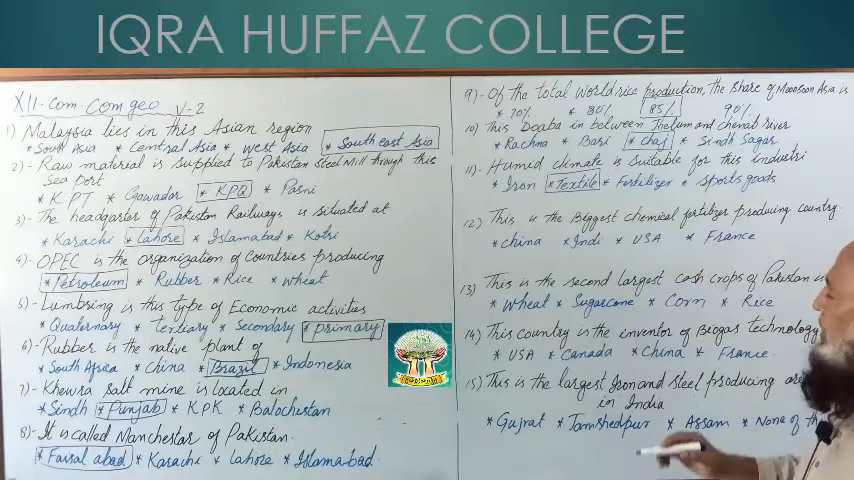 IQRA HUFFAZ COLLEGE
XII-com. Com geo V-2
1) Malaysia lies in this Asian region
*South Asia * Central Asia * West Asia * South east Asia
2)- Raw material is supplied to Pakistan Steel Mill through this
Sea port
* K P T * Gawadar * KPQ * Pasni
3)- The headqarter of Pakistan Railways is situated at
*Karachi *Lahore * Islamabad * Kotri
4)- OPEC is the organization of Countries producing
*Petroleum * Rubber * Rice * wheat
5)- Lumbring is this type of Economic activities
*Quaternary * Tertiary * Secondary * primary
6)- Rubber is the native plant of
*South Africa * China *Brazil *Indonesia
7)- Khewra salt mine is located in
*Sindh *Punjab * KPK * Balochistan
8)- It is called Manchestar of Pakistan.
*Faisal abad *Karachi * Lahore *Islamabad
9)- Of the total World rice production, The Share of Monsoon Asia is
* 70% * 80% 85% 90%
10)- This Doaba in between Jhelum and chenab river
*Rachna * Bari *Chaj * Sindh Sagar
11)- Humid climate is Suitable for this industri
*Iron *Textile * Fertilizer * Sports goods
12) This is the Biggest chemical fertilizer producing country.
*China *Indi * USA * France
13)- This is the second largest cash crops of Pakistan is
* Wheat * Sugarcane * Corn * Rice
14)- This country is the inventor of Biogas technology
* USA * Canada *China * France.
15) This is the largest Iron and steel producing
in India
*Gujrat *Jamshedpur * Assam * None of